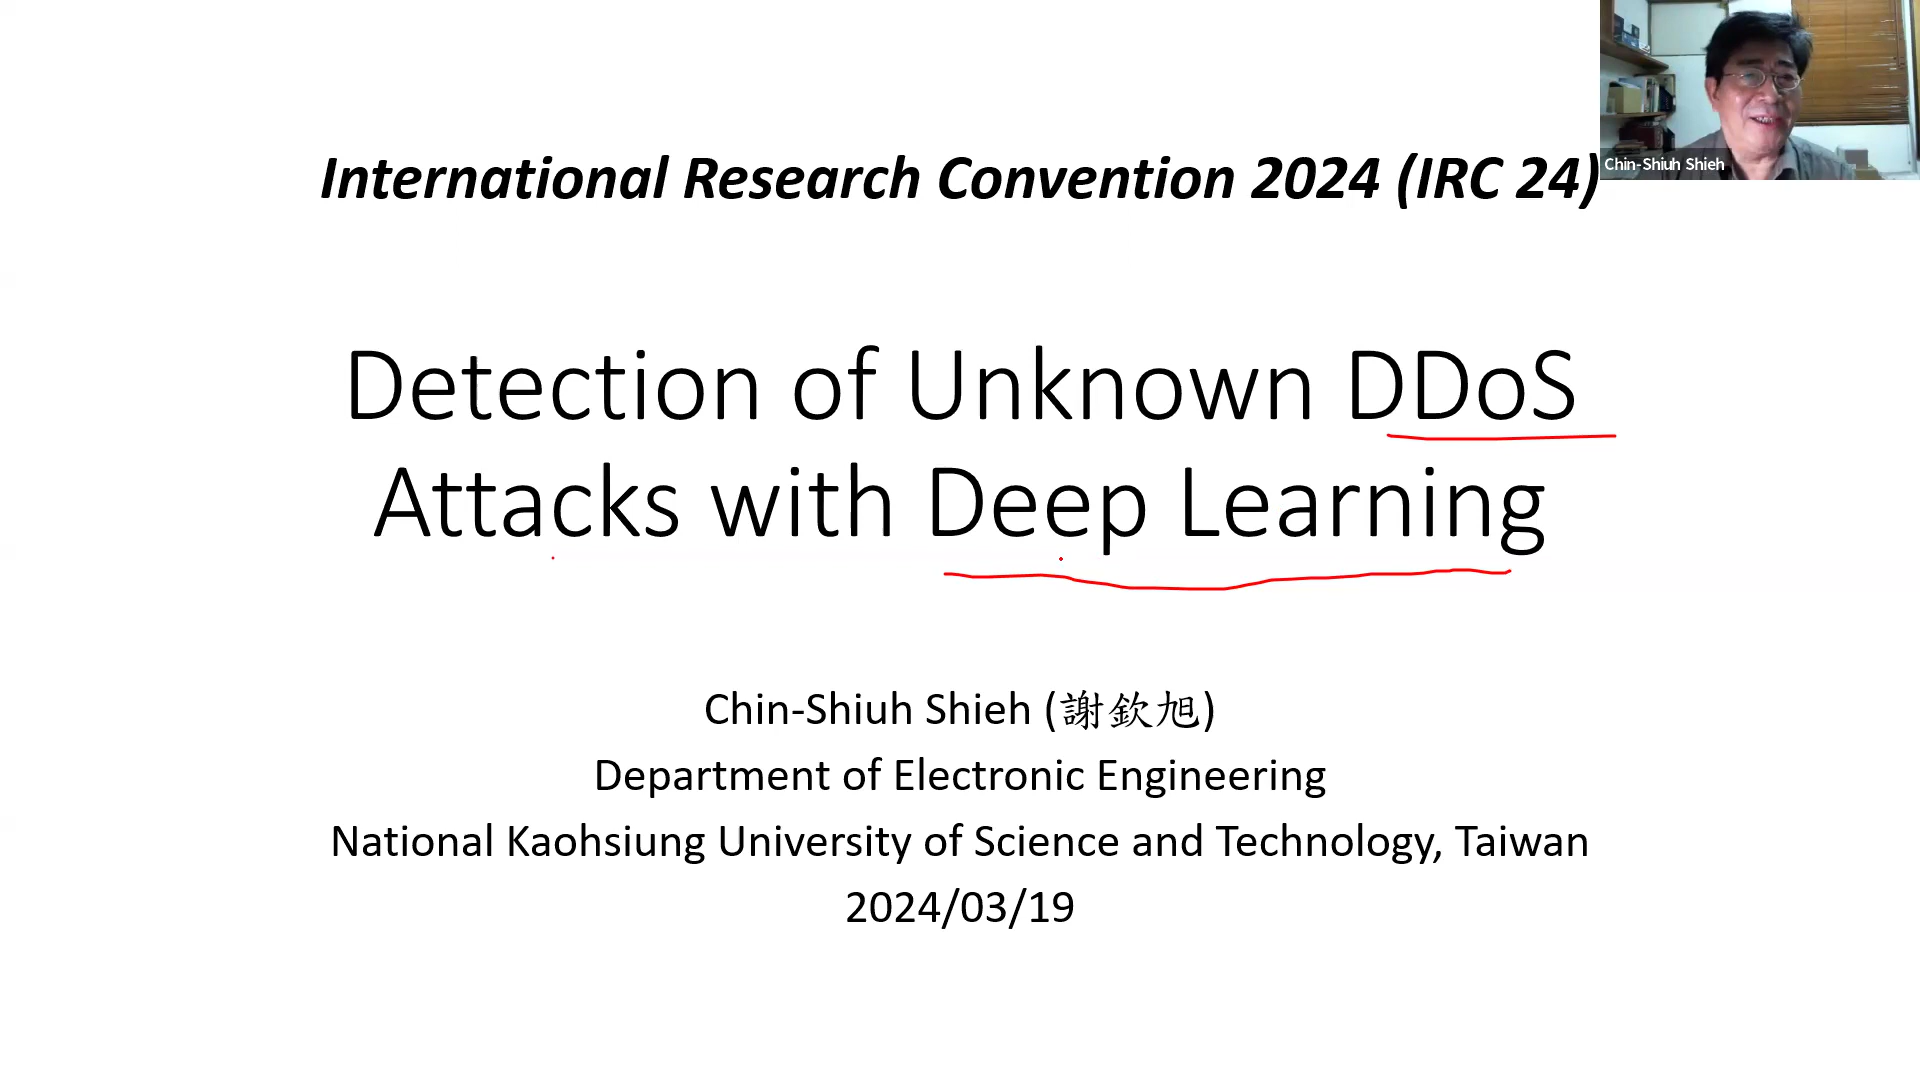 International Research Convention 2024 (IRC 24)
Chin-Shiuh Shieh
Detection of Unknown DDoS
Attacks with Deep Learning
Chin-Shiuh Shieh (謝欽旭)
Department of Electronic Engineering
National Kaohsiung University of Science and Technology, Taiwan
2024/03/19